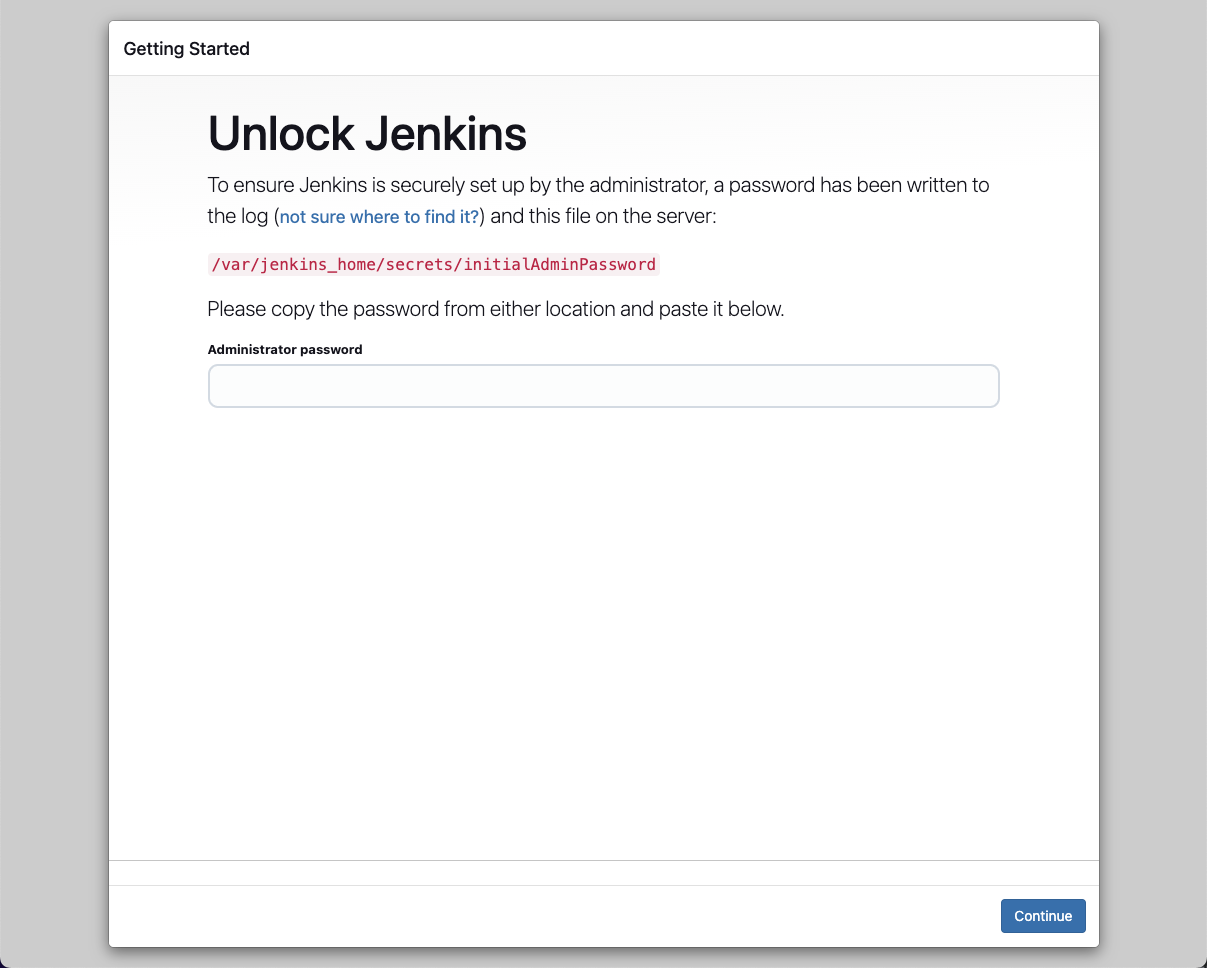 Getting Started
Unlock Jenkins
To ensure Jenkins is securely set up by the administrator, a password has been written to
the log (not sure where to find it?) and this file on the server:
/var/jenkins_home/secrets/initialAdminPassword
Please copy the password from either location and paste it below.
Administrator password
Continue